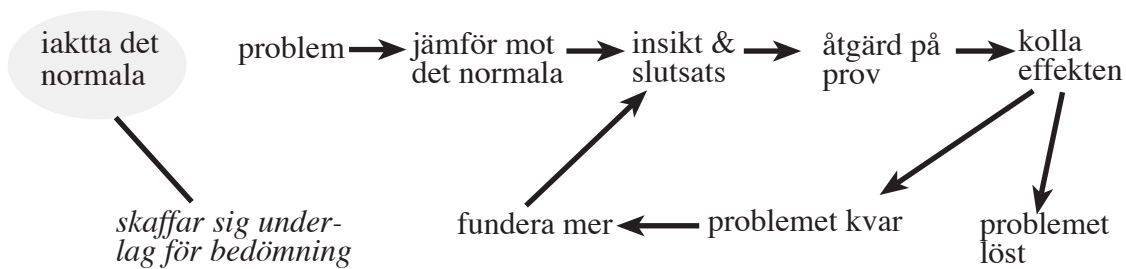 iaktta det
normala
problem
jämför mot
det normala
insikt &
slutsats
åtgärd på
prov
kolla
effekten
skaffar sig under-
lag för bedömning
fundera mer
problemet kvar
problemet
löst